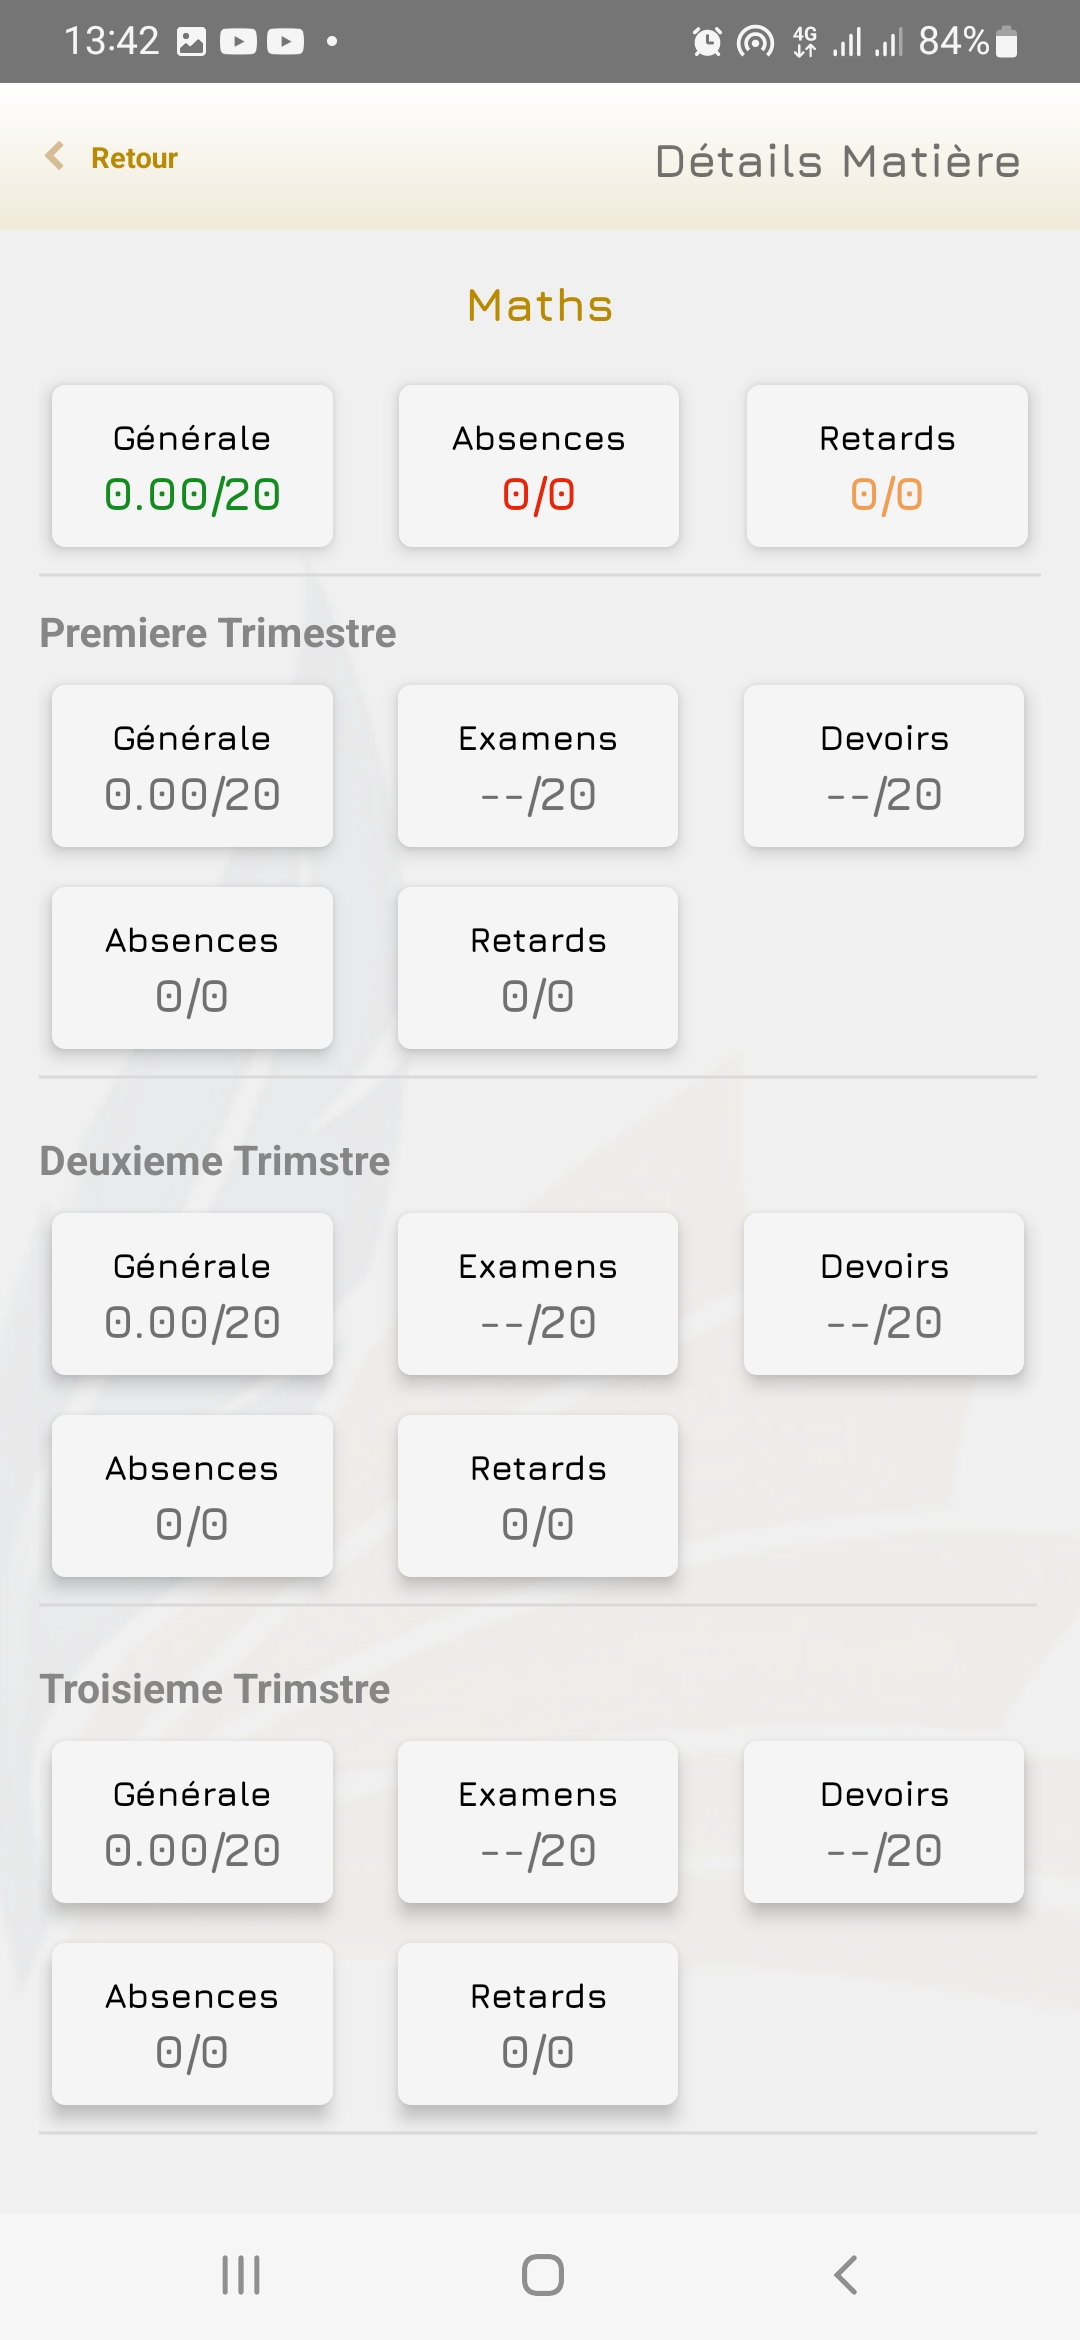 13:42
4G
84%
Retour
Détails Matière
Maths
Générale
0.00/20
Absences
0/0
Retards
0/0
Premiere Trimestre
Générale
0.00/20
Examens
--/20
Devoirs
--/20
Absences
0/0
Retards
0/0
Deuxieme Trimstre
Générale
0.00/20
Examens
--/20
Devoirs
--/20
Absences
0/0
Retards
0/0
Troisieme Trimstre
Générale
0.00/20
Examens
--/20
Devoirs
--/20
Absences
0/0
Retards
0/0